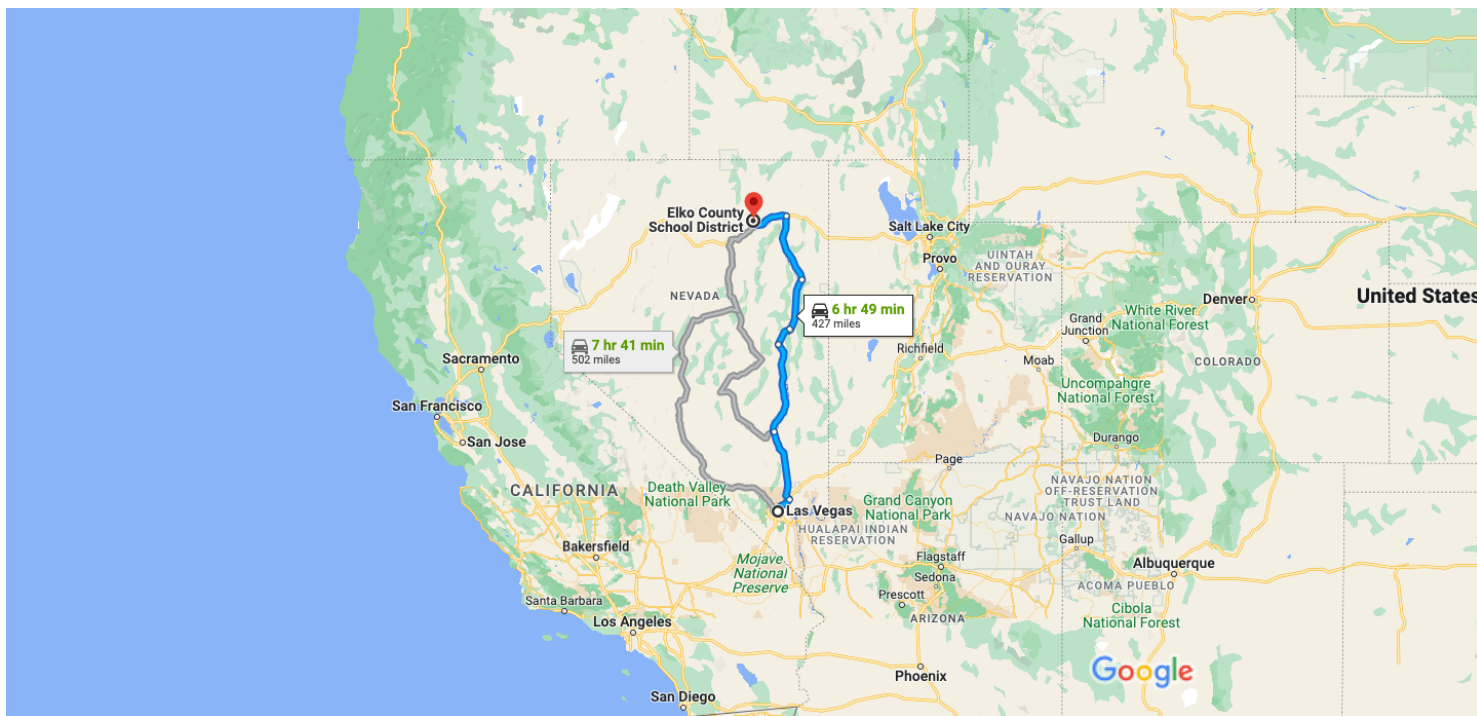 Elko County
School District
Salt Lake City
Provo
UINTAH
AND OURAY
RESERVATION
NEVADA
6 hr 49 min
427 miles
7 hr 41 min
502 miles
Denver
United States
White River
National Forest
Grand
Junction
COLORADO
Richfield
Moab
Uncompahgre
National Forest
Sacramento
San Francisco
San Jose
Durango
Page
CALIFORNIA
Death Valley
National Park
Las Vegas
Grand Canyon
National Park
HUALAPAI INDIAN
RESERVATION
NAVAJO NATION
OFF-RESERVATION
TRUST LAND
NAVAJO NATION
Gallup
Bakersfield
Mojave
National
Preserve
Flagstaff
Sedona
Prescott
ARIZONA
Albuquerque
ACOMA PUEBLO
Cibola
National Forest
Santa Barbara
Los Angeles
Phoenix
Google
San Diego